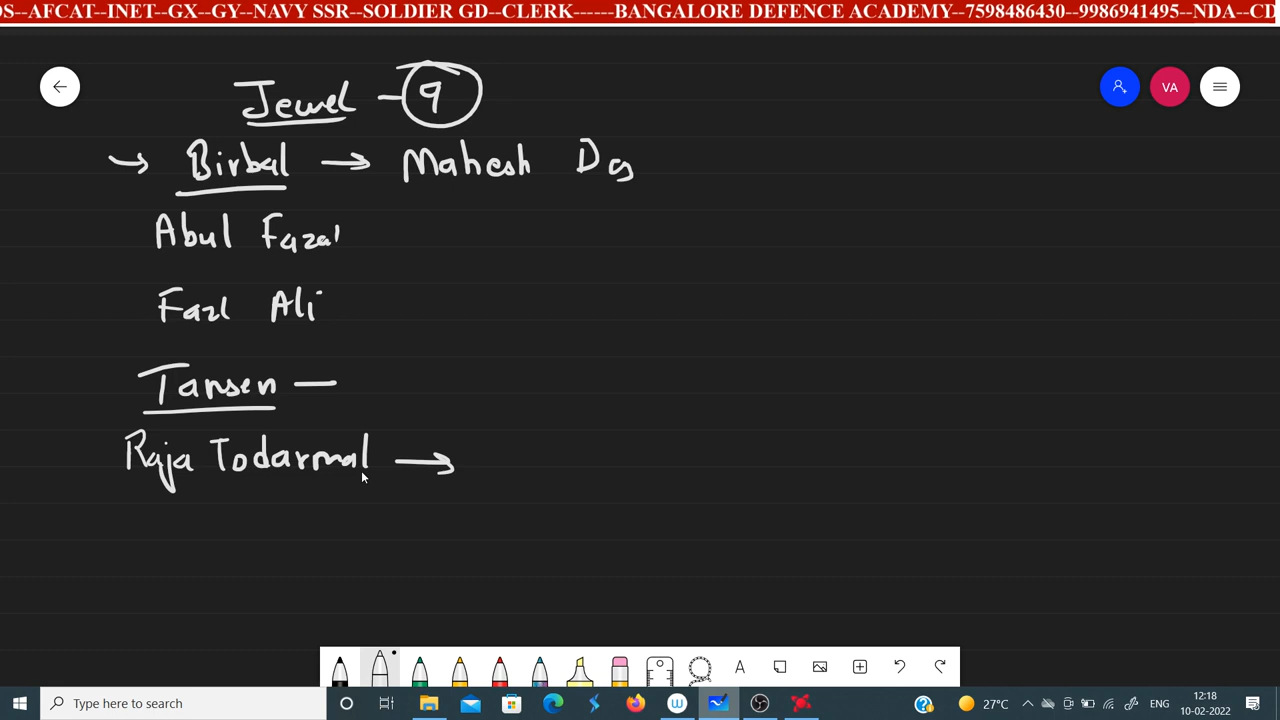 OS--AFCAT--INET--GX--GY--NAVY SSR--SOLDIER GD--CLERK------BANGALORE DEFENCE ACADEMY--7598486430--9986941495--NDA--CD
Jewel - 9
VA
→ Birbal → Mahesh Das
Abul Fazal
Fazl Ali
Tansen —
Raja Todarmal →
A
Type here to search
27°C
ENG
12:18
10-02-2022